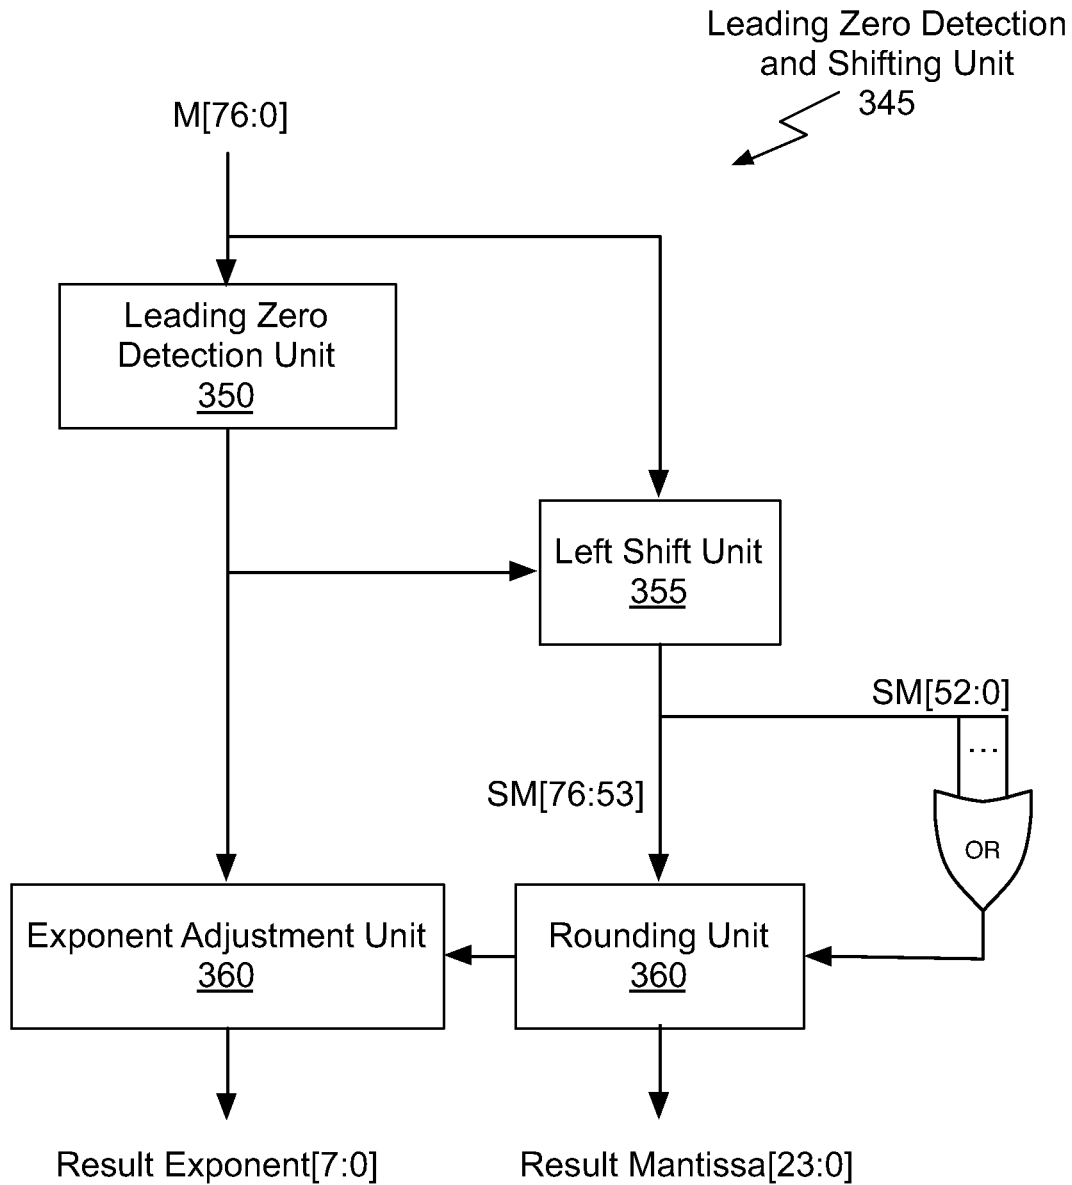 Leading Zero Detection
and Shifting Unit
345
M[76:0]
Leading Zero
Detection Unit
350
Left Shift Unit
355
SM[52:0]
...
SM[76:53]
OR
Exponent Adjustment Unit
360
Rounding Unit
360
Result Exponent[7:0]
Result Mantissa[23:0]